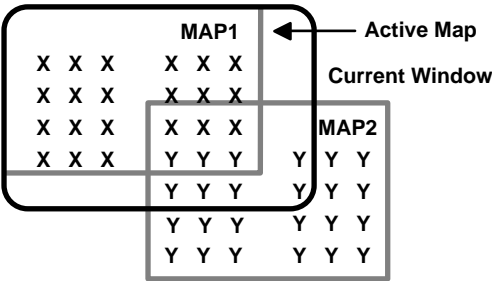 MAP1 Active Map
X X X X X X Current Window
X X X X X X
X X X X X X MAP2
X X X Y Y Y Y Y Y
Y Y Y Y Y Y
Y Y Y Y Y Y
Y Y Y Y Y Y